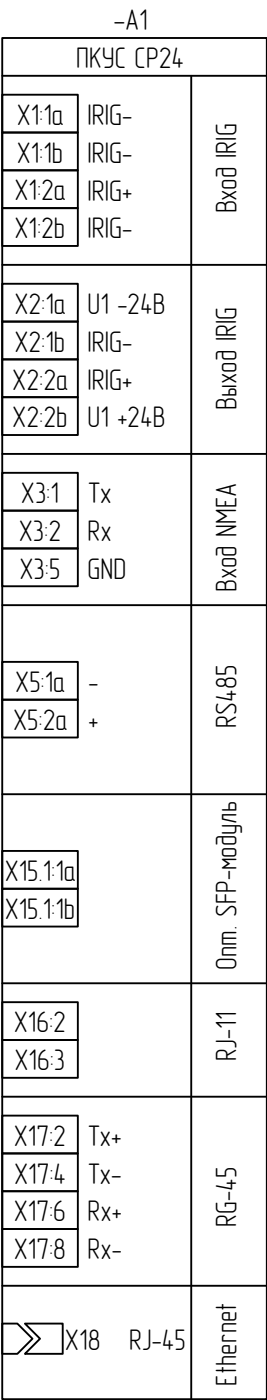 -A1
ПКУС СР24
X1:1a IRIG-
X1:1b IRIG-
X1:2a IRIG+
X1:2b IRIG-
Вход IRIG
X2:1a U1 -24В
X2:1b IRIG-
X2:2a IRIG+
X2:2b U1 +24В
Выход IRIG
X3:1 Tx
X3:2 Rx
X3:5 GND
Вход NMEA
X5:1a -
X5:2a +
RS485
X15.1:1a
X15.1:1b
Опт. SFP-модуль
X16:2
X16:3
RJ-11
X17:2 Tx+
X17:4 Tx-
X17:6 Rx+
X17:8 Rx-
RG-45
X18 RJ-45
Ethernet